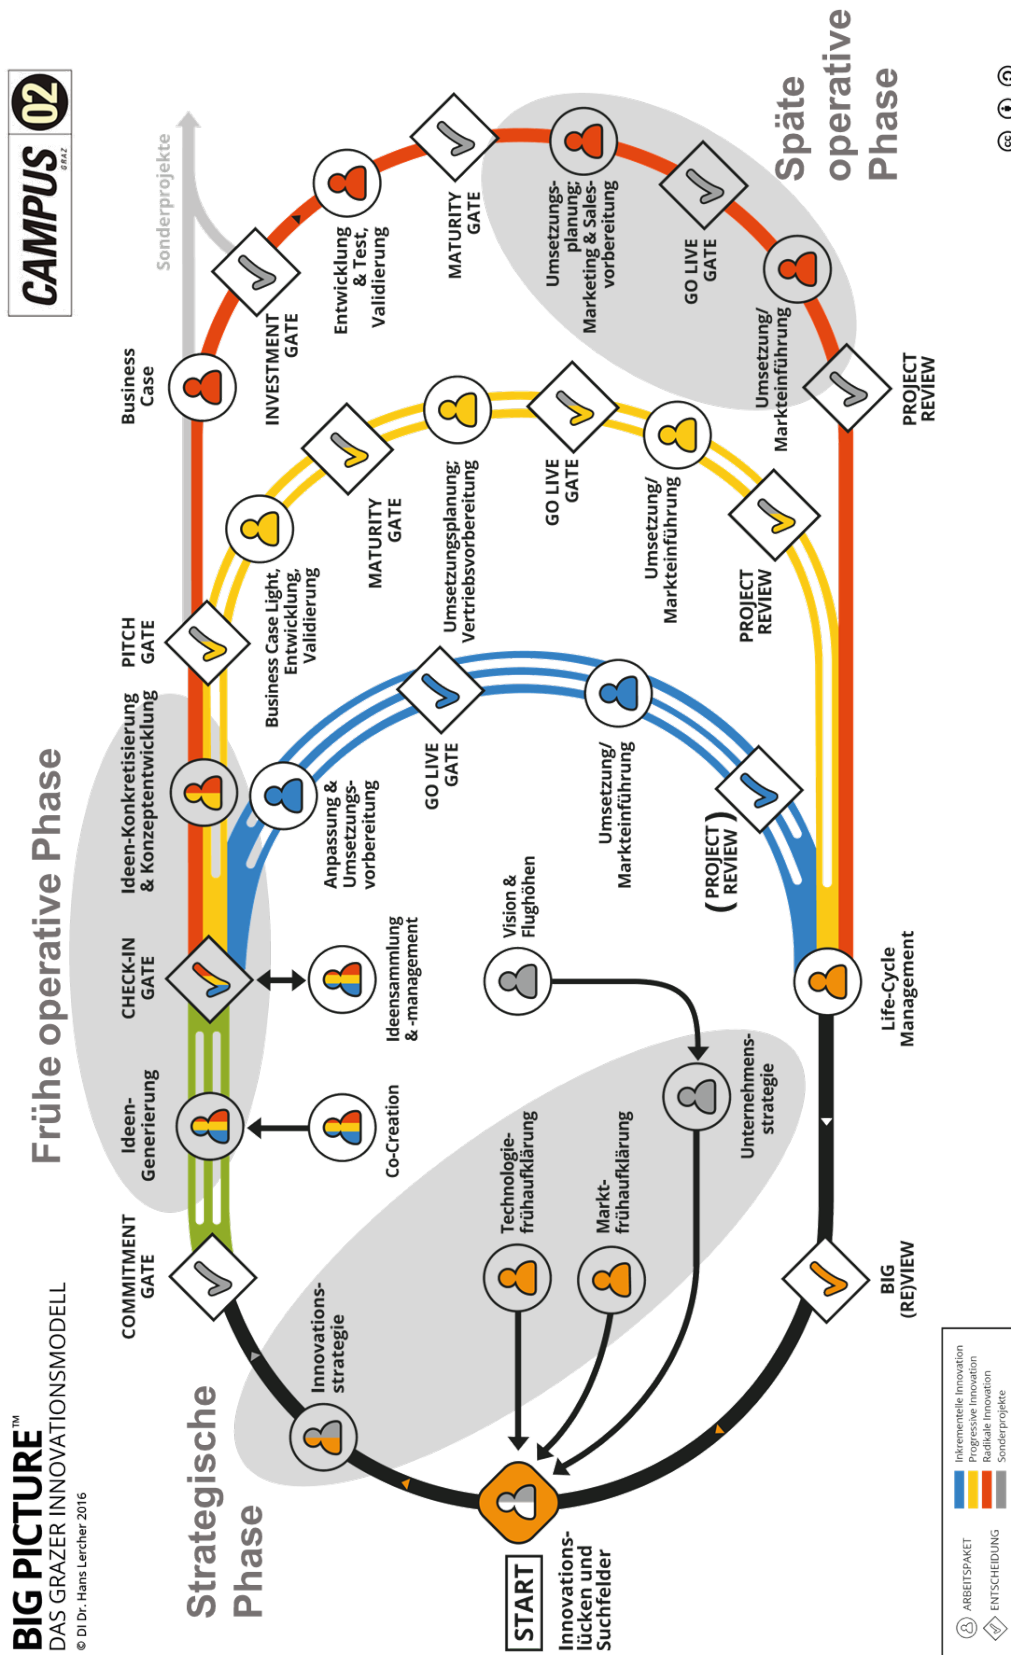 BIG PICTURE™
DAS GRAZER INNOVATIONSMODELL
© DI Dr. Hans Lercher 2016
CAMPUS 02
GRAZ
Strategische
Phase
Frühe operative Phase
Späte
operative
Phase
START
Innovations-
lücken und
Suchfelder
Innovations-
strategie
Technologie-
frühaufklärung
Markt-
frühaufklärung
Unternehmens-
strategie
Vision &
Flughöhen
COMMITMENT
GATE
Ideen-
Generierung
Co-Creation
CHECK-IN
GATE
Ideensammlung
& -management
Ideen-Konkretisierung
& Konzeptentwicklung
PITCH
GATE
Business
Case
Sonderprojekte
INVESTMENT
GATE
Entwicklung
& Test,
Validierung
MATURITY
GATE
Umsetzungs-
planung;
Marketing & Sales-
vorbereitung
GO LIVE
GATE
Umsetzung/
Markteinführung
PROJECT
REVIEW
Business Case Light,
Entwicklung,
Validierung
MATURITY
GATE
Umsetzungsplanung;
Vertriebsvorbereitung
GO LIVE
GATE
Umsetzung/
Markteinführung
PROJECT
REVIEW
Anpassung &
Umsetzungs-
vorbereitung
GO LIVE
GATE
Umsetzung/
Markteinführung
(PROJECT
REVIEW)
Life-Cycle
Management
BIG
(RE)VIEW
ARBEITSPAKET
ENTSCHEIDUNG
Inkrementelle Innovation
Progressive Innovation
Radikale Innovation
Sonderprojekte
cc